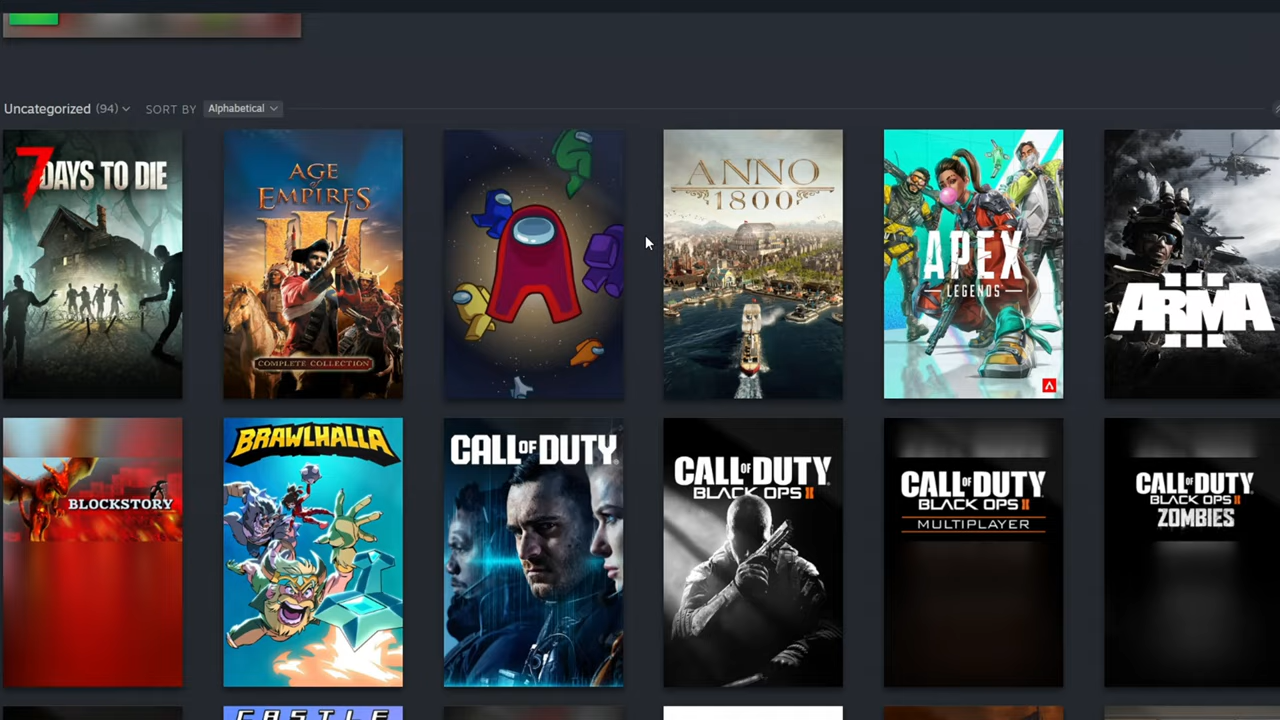 Uncategorized (94) SORT BY Alphabetical
7 DAYS TO DIE
AGE
of
EMPIRES
III
COMPLETE COLLECTION
ANNO
1800
APEX
LEGENDS
ARMA
III
BLOCKSTORY
BRAWLHALLA
CALL OF DUTY
CALL OF DUTY
BLACK OPS II
CALL OF DUTY
BLACK OPS II
MULTIPLAYER
CALL OF DUTY
BLACK OPS II
ZOMBIES
CASTLE